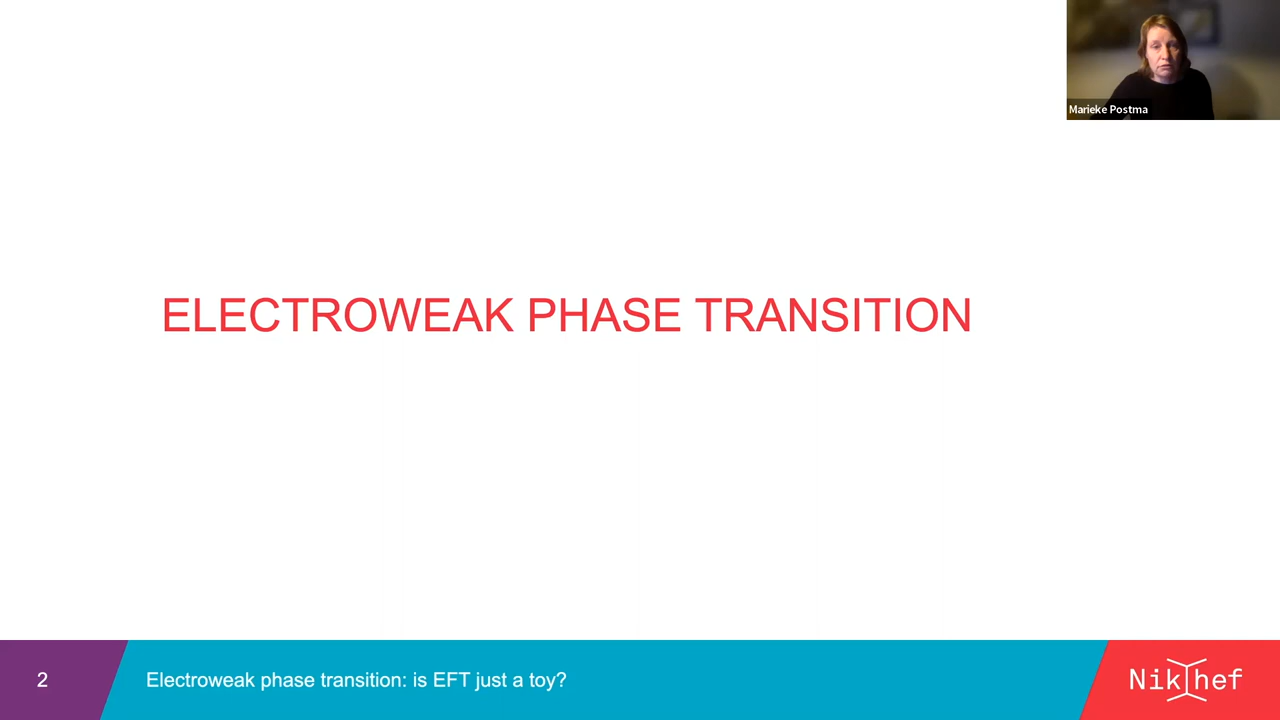 Marieke Postma
ELECTROWEAK PHASE TRANSITION
2
Electroweak phase transition: is EFT just a toy?
Nikhef